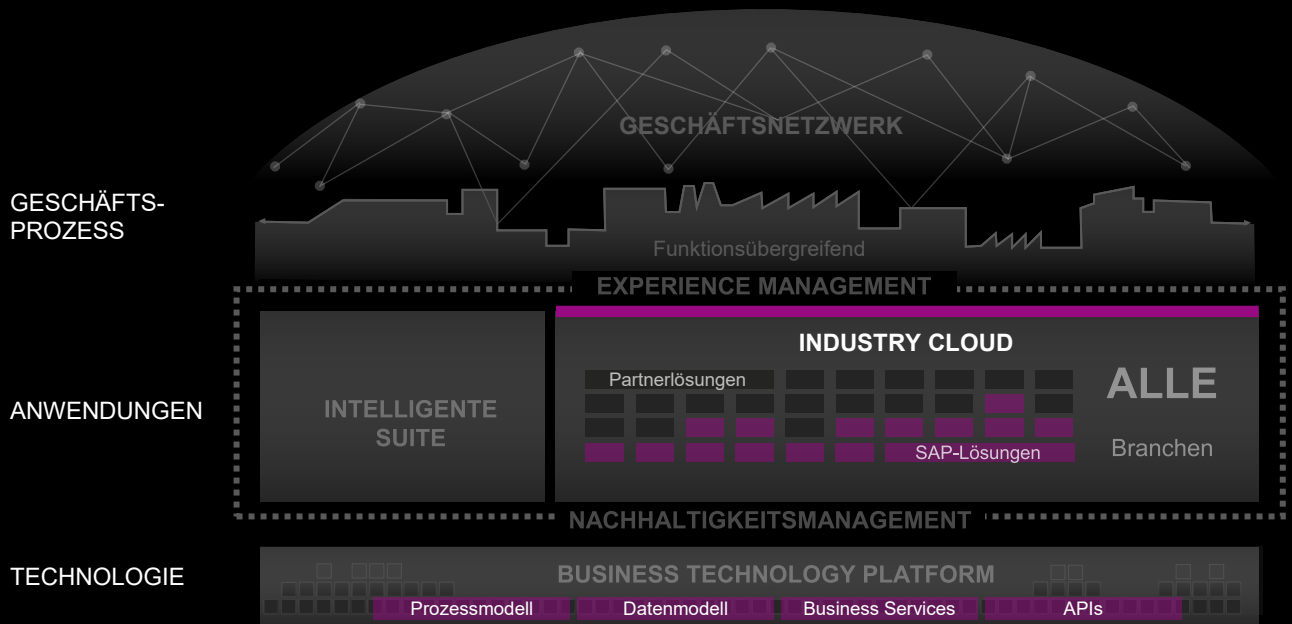 GESCHÄFTSNETZWERK
GESCHÄFTS-
PROZESS
Funktionsübergreifend
EXPERIENCE MANAGEMENT
INDUSTRY CLOUD
Partnerlösungen
ALLE
ANWENDUNGEN
INTELLIGENTE
SUITE
Branchen
SAP-Lösungen
NACHHALTIGKEITSMANAGEMENT
TECHNOLOGIE
BUSINESS TECHNOLOGY PLATFORM
Prozessmodell
Datenmodell
Business Services
APIs